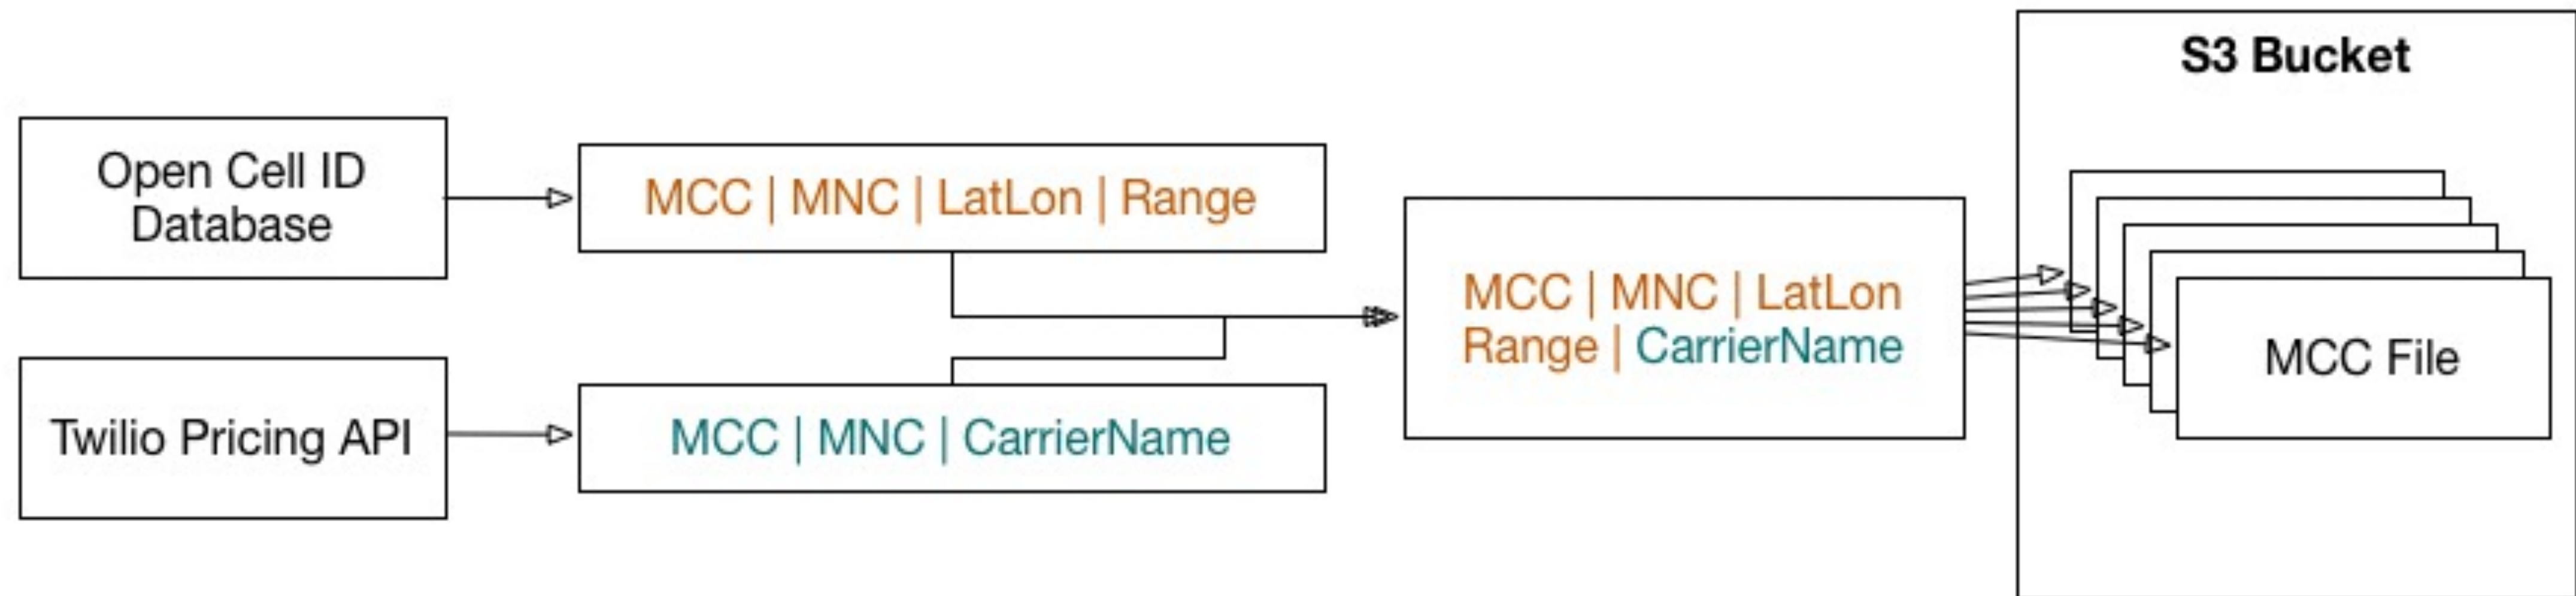 Open Cell ID
Database
MCC | MNC | LatLon | Range
Twilio Pricing API
MCC | MNC | CarrierName
MCC | MNC | LatLon
Range | CarrierName
S3 Bucket
MCC File